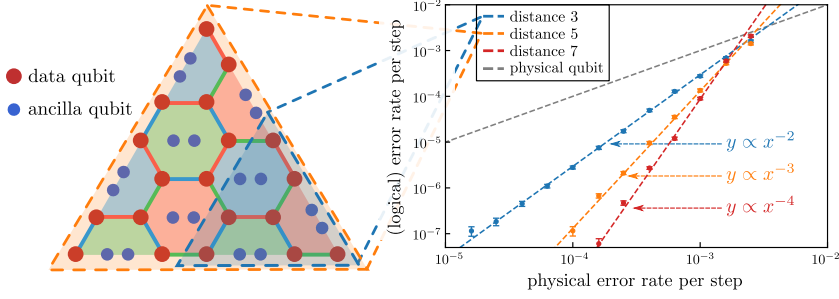 data qubit
ancilla qubit
(logical) error rate per step
10⁻²
10⁻³
10⁻⁴
10⁻⁵
10⁻⁶
10⁻⁷
distance 3
distance 5
distance 7
physical qubit
y ∝ x⁻²
y ∝ x⁻³
y ∝ x⁻⁴
10⁻⁵
10⁻⁴
10⁻³
10⁻²
physical error rate per step